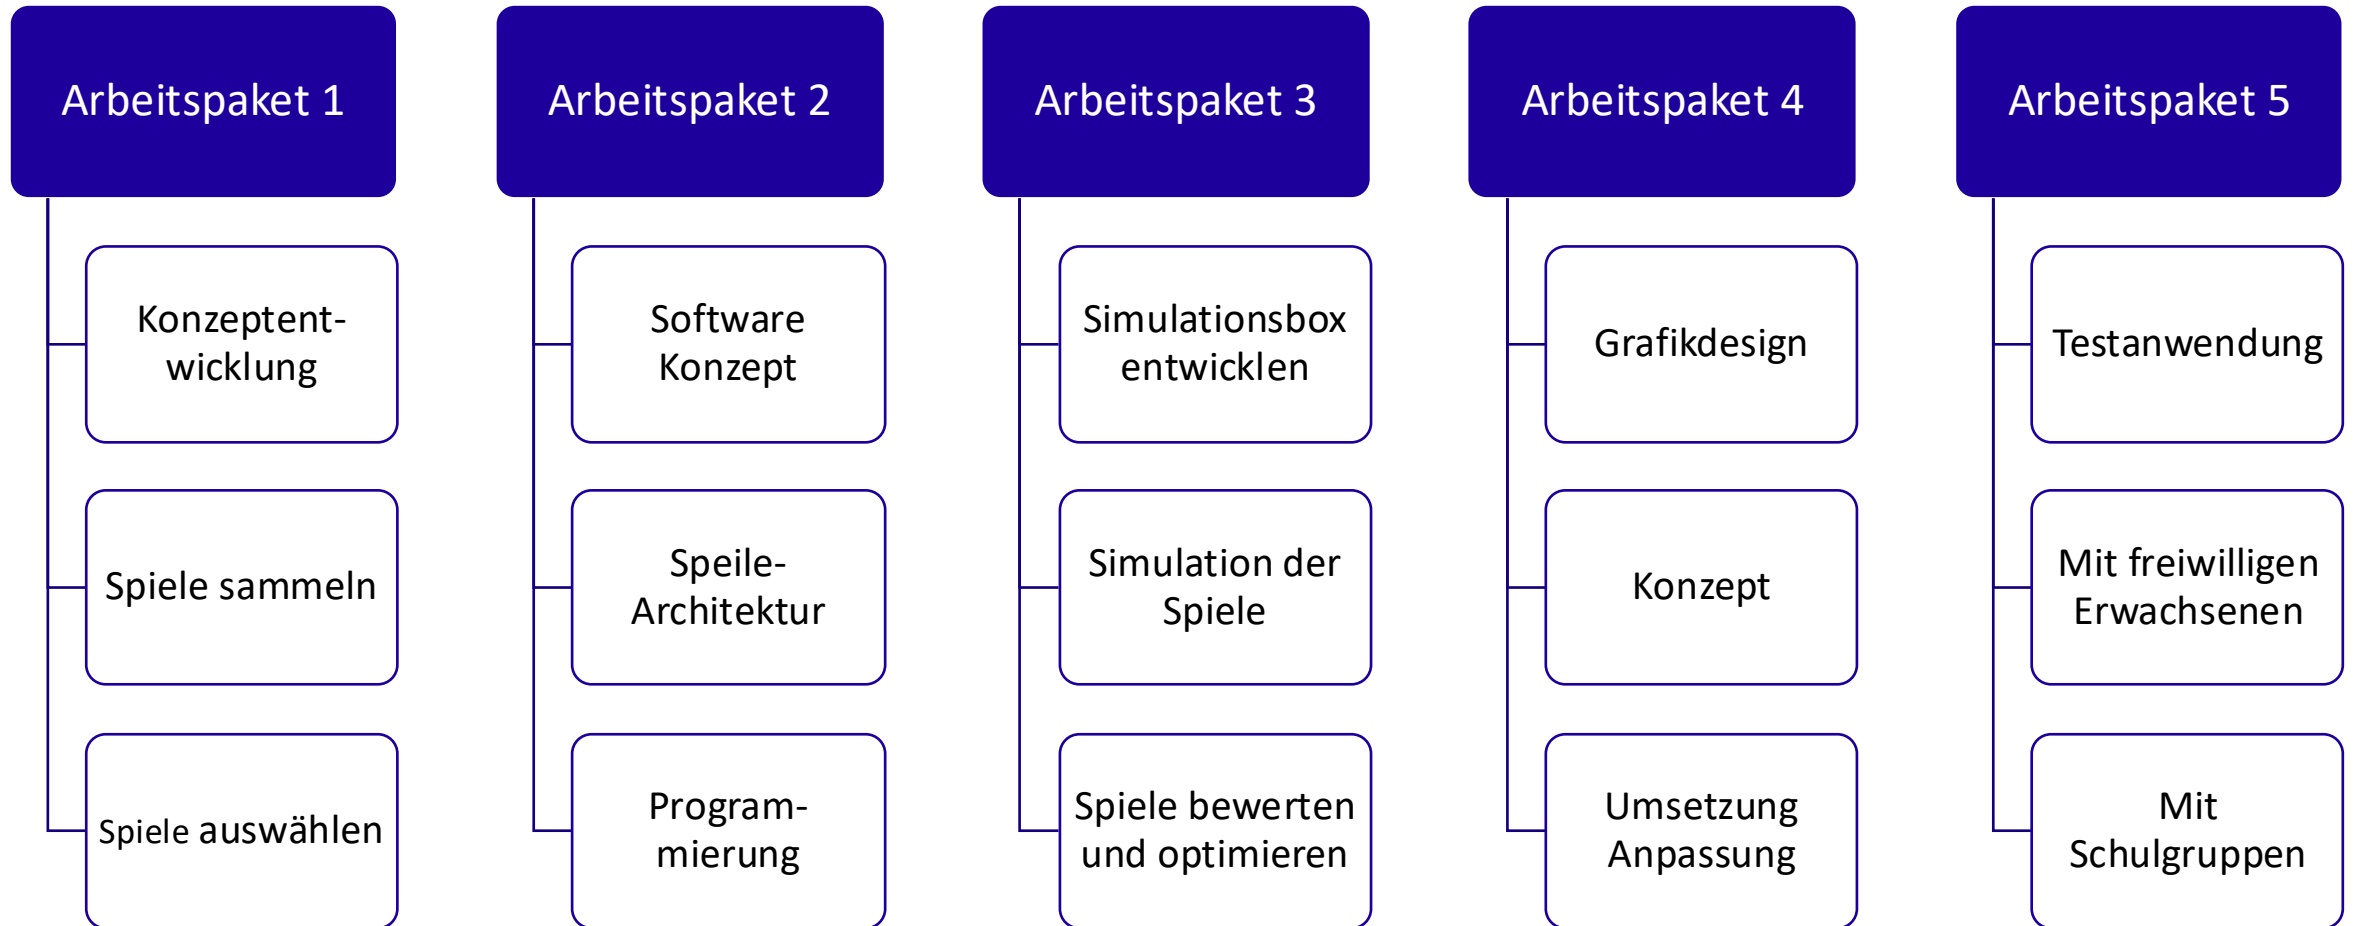 Arbeitspaket 1
Konzeptent-
wicklung
Spiele sammeln
Spiele auswählen
Arbeitspaket 2
Software
Konzept
Speile-
Architektur
Program-
mierung
Arbeitspaket 3
Simulationsbox
entwicklen
Simulation der
Spiele
Spiele bewerten
und optimieren
Arbeitspaket 4
Grafikdesign
Konzept
Umsetzung
Anpassung
Arbeitspaket 5
Testanwendung
Mit freiwilligen
Erwachsenen
Mit
Schulgruppen